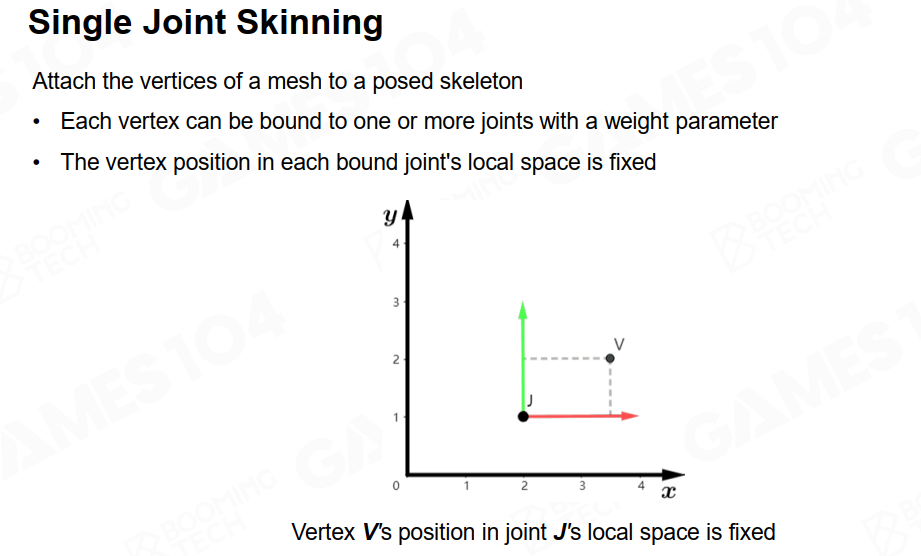 Single Joint Skinning
Attach the vertices of a mesh to a posed skeleton
• Each vertex can be bound to one or more joints with a weight parameter
• The vertex position in each bound joint's local space is fixed
y
4
3
2
1
0
1
2
3
4
x
V
J
Vertex V's position in joint J's local space is fixed
GAMES104
BOOMING
TECH